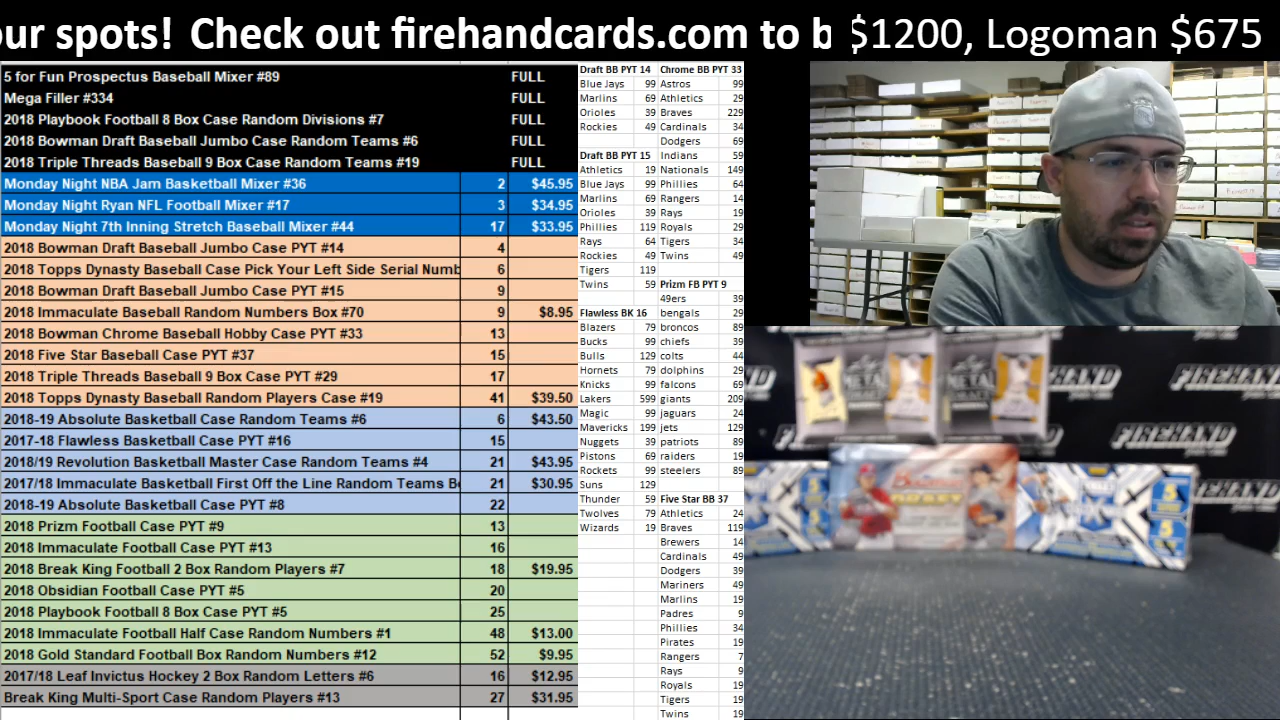 our spots! Check out firehandcards.com to b
$1200, Logoman $675
5 for Fun Prospectus Baseball Mixer #89 FULL
Mega Filler #334 FULL
2018 Playbook Football 8 Box Case Random Divisions #7 FULL
2018 Bowman Draft Baseball Jumbo Case Random Teams #6 FULL
2018 Triple Threads Baseball 9 Box Case Random Teams #19 FULL
Monday Night NBA Jam Basketball Mixer #36 2 $45.95
Monday Night Ryan NFL Football Mixer #17 3 $34.95
Monday Night 7th Inning Stretch Baseball Mixer #44 17 $33.95
2018 Bowman Draft Baseball Jumbo Case PYT #14 4
2018 Topps Dynasty Baseball Case Pick Your Left Side Serial Numb 6
2018 Bowman Draft Baseball Jumbo Case PYT #15 9
2018 Immaculate Baseball Random Numbers Box #70 9 $8.95
2018 Bowman Chrome Baseball Hobby Case PYT #33 13
2018 Five Star Baseball Case PYT #37 15
2018 Triple Threads Baseball 9 Box Case PYT #29 17
2018 Topps Dynasty Baseball Random Players Case #19 41 $39.50
2018-19 Absolute Basketball Case Random Teams #6 6 $43.50
2017-18 Flawless Basketball Case PYT #16 15
2018/19 Revolution Basketball Master Case Random Teams #4 21 $43.95
2017/18 Immaculate Basketball First Off the Line Random Teams Bo 21 $30.95
2018-19 Absolute Basketball Case PYT #8 22
2018 Prizm Football Case PYT #9 13
2018 Immaculate Football Case PYT #13 16
2018 Break King Football 2 Box Random Players #7 18 $19.95
2018 Obsidian Football Case PYT #5 20
2018 Playbook Football 8 Box Case PYT #5 25
2018 Immaculate Football Half Case Random Numbers #1 48 $13.00
2018 Gold Standard Football Box Random Numbers #12 52 $9.95
2017/18 Leaf Invictus Hockey 2 Box Random Letters #6 16 $12.95
Break King Multi-Sport Case Random Players #13 27 $31.95
Draft BB PYT 14
Blue Jays 99
Marlins 69
Orioles 39
Rockies 49
Draft BB PYT 15
Athletics 19
Blue Jays 99
Marlins 69
Orioles 39
Phillies 119
Rays 64
Rockies 49
Tigers 119
Twins 59
Flawless BK 16
Blazers 79
Bucks 99
Bulls 129
Hornets 79
Knicks 99
Lakers 599
Magic 99
Mavericks 199
Nuggets 39
Pistons 69
Rockets 99
Suns 129
Thunder 59
Twolves 79
Wizards 19
Chrome BB PYT 33
Astros 99
Athletics 29
Braves 229
Cardinals 34
Dodgers 69
Indians 59
Nationals 149
Phillies 64
Rangers 14
Rays 19
Royals 29
Tigers 34
Twins 49
Prizm FB PYT 9
49ers 39
bengals 29
broncos 89
chiefs 39
colts 44
dolphins 29
falcons 69
giants 209
jaguars 24
jets 129
patriots 89
raiders 19
steelers 89
Five Star BB 37
Athletics 24
Braves 119
Brewers 14
Cardinals 49
Dodgers 39
Mariners 49
Marlins 19
Padres 9
Phillies 34
Pirates 19
Rangers 7
Rays 9
Royals 19
Tigers 19
Twins 19
FIREHAND
FIREHAND
DRAFT